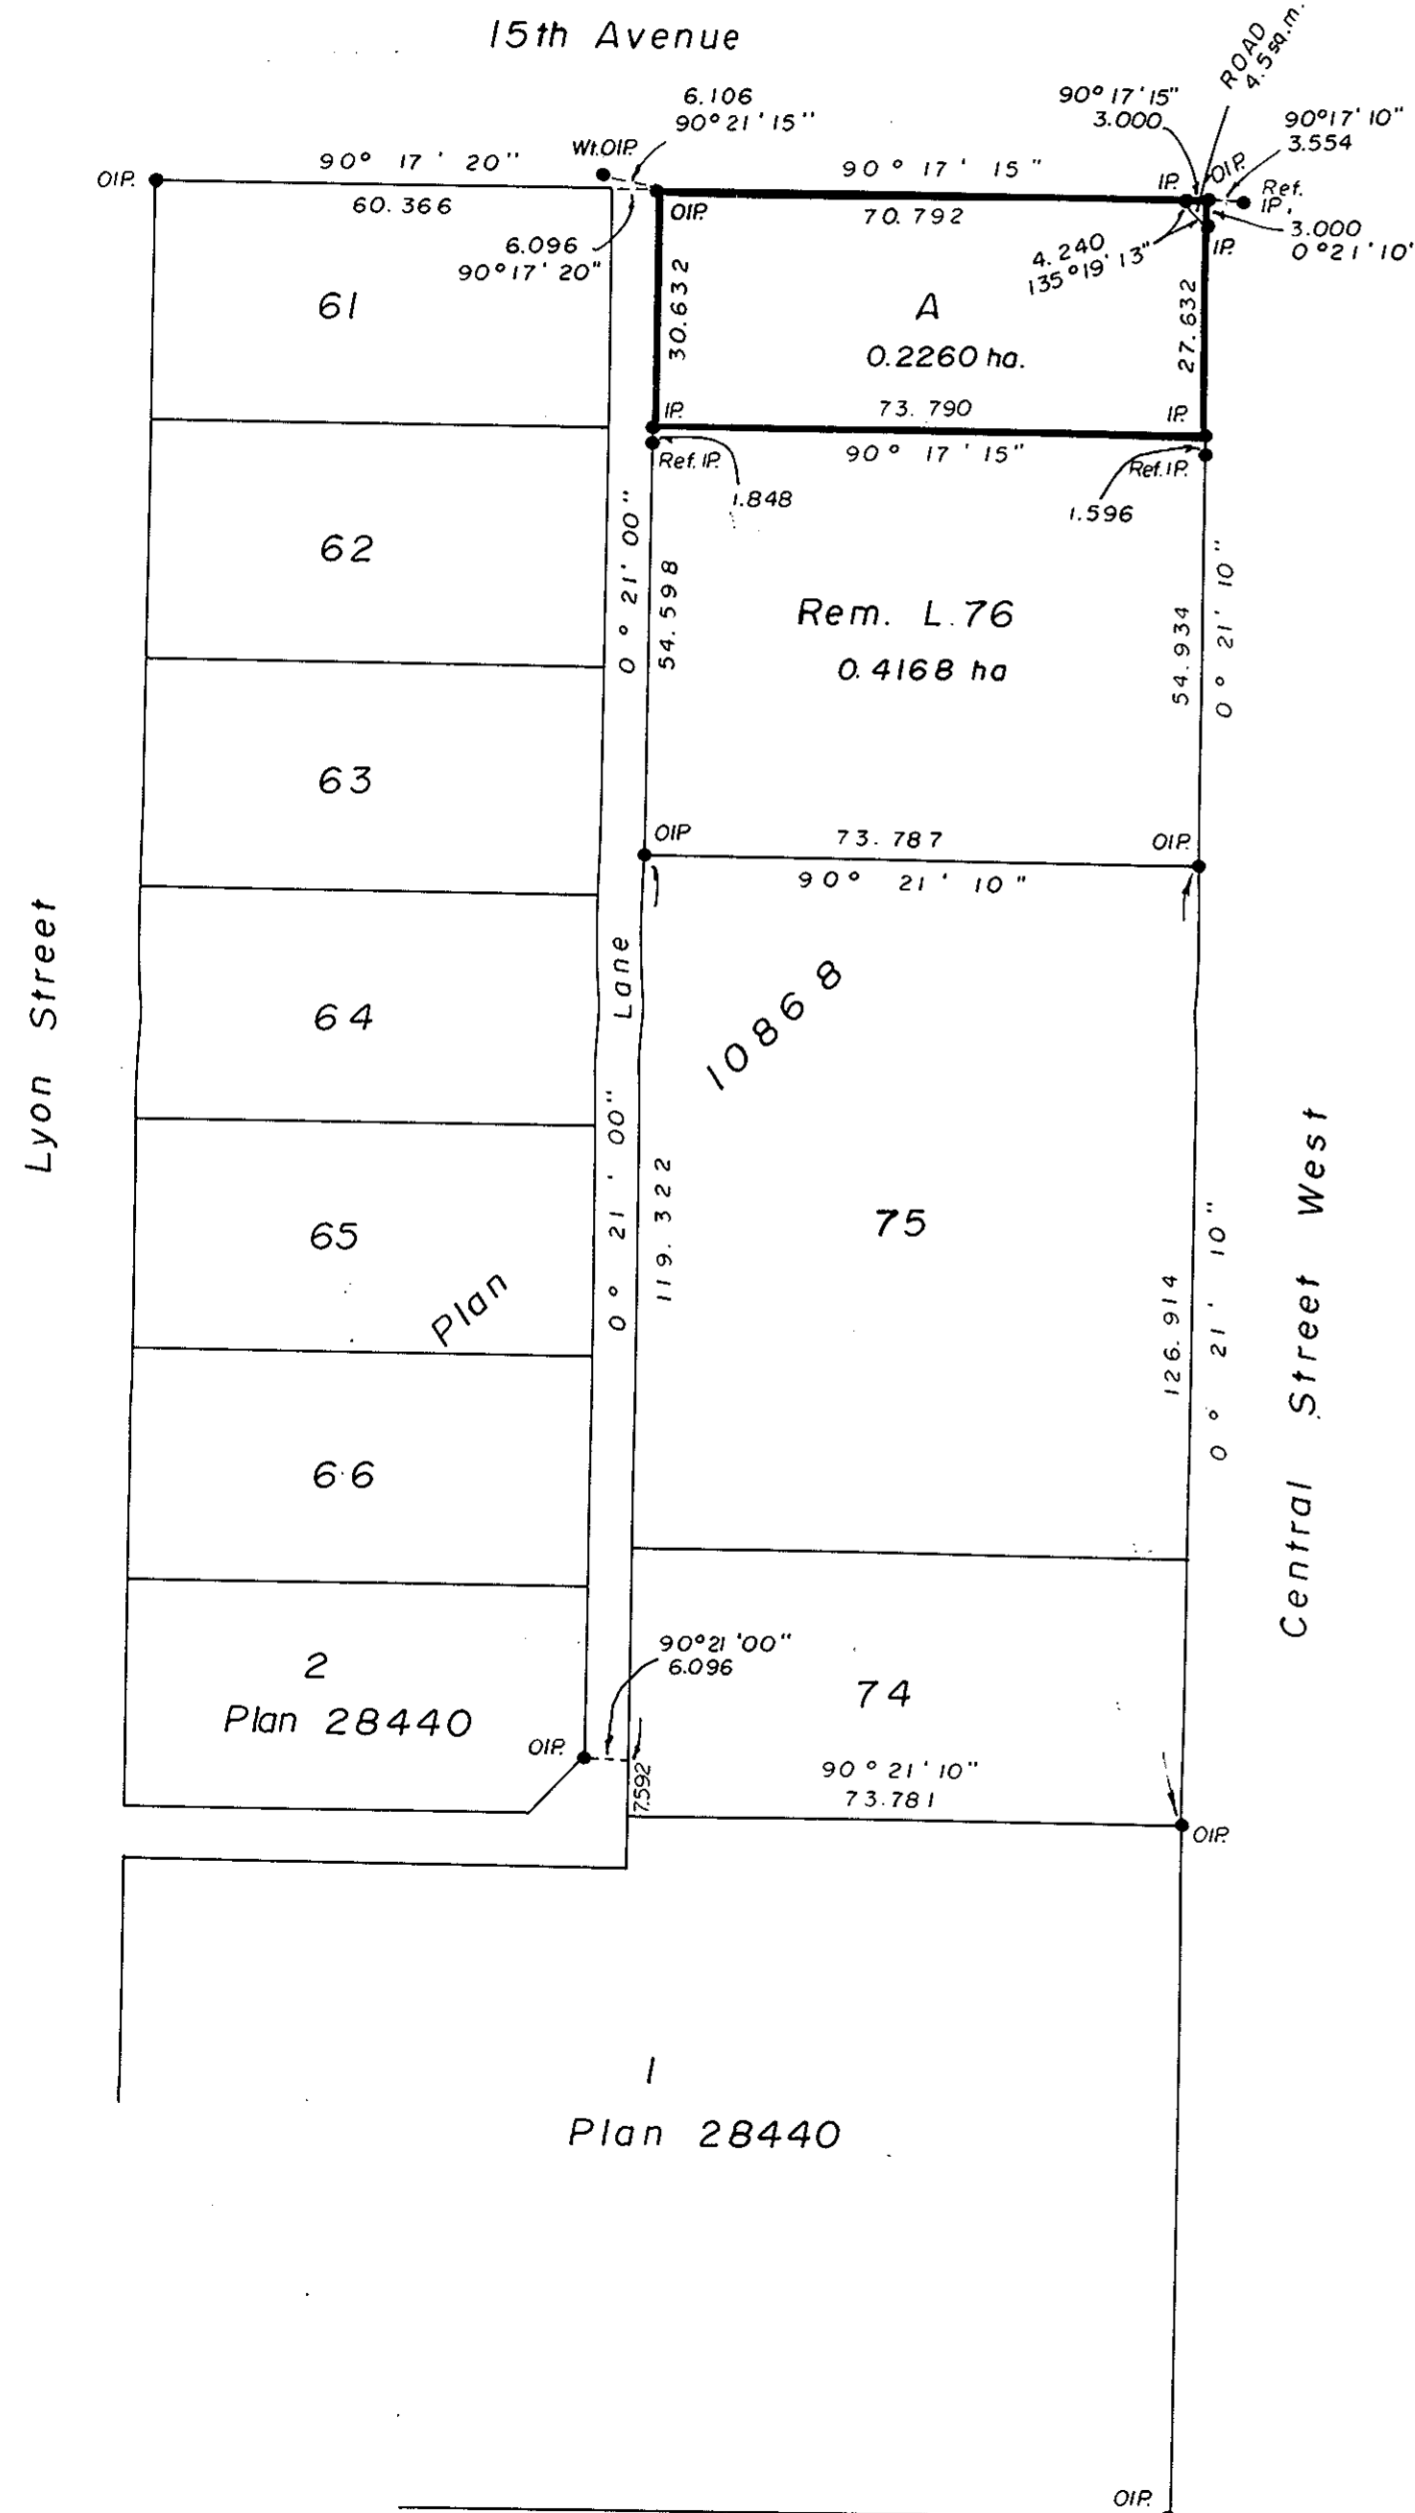 15th Avenue
ROAD
4.5 sq.m.
6.106
90° 21' 15"
90° 17' 15"
3.000
90° 17' 10"
3.554
Wt.OIP.
OIP.
90° 17' 20"
60.366
90° 17' 15"
70.792
IP.
OIP.
Ref.
IP.
OIP.
6.096
90° 17' 20"
4.240
135° 19' 13"
IP.
3.000
0° 21' 10'
61
30.632
A
0.2260 ha.
27.632
IP.
73.790
IP.
90° 17' 15"
Ref. IP.
1.848
Ref. IP.
1.596
62
0° 21' 00"
54.598
Rem. L. 76
0.4168 ha
54.934
0° 21' 10"
63
OIP
73.787
OIP.
90° 21' 10"
Lyon Street
64
Lane
10868
65
Plan
0° 21' 00"
119.322
75
126.914
0° 21' 10"
Central Street West
66
2
Plan 28440
OIP.
90° 21' 00"
6.096
7.592
74
90° 21' 10"
73.781
OIP.
1
Plan 28440
OIP.